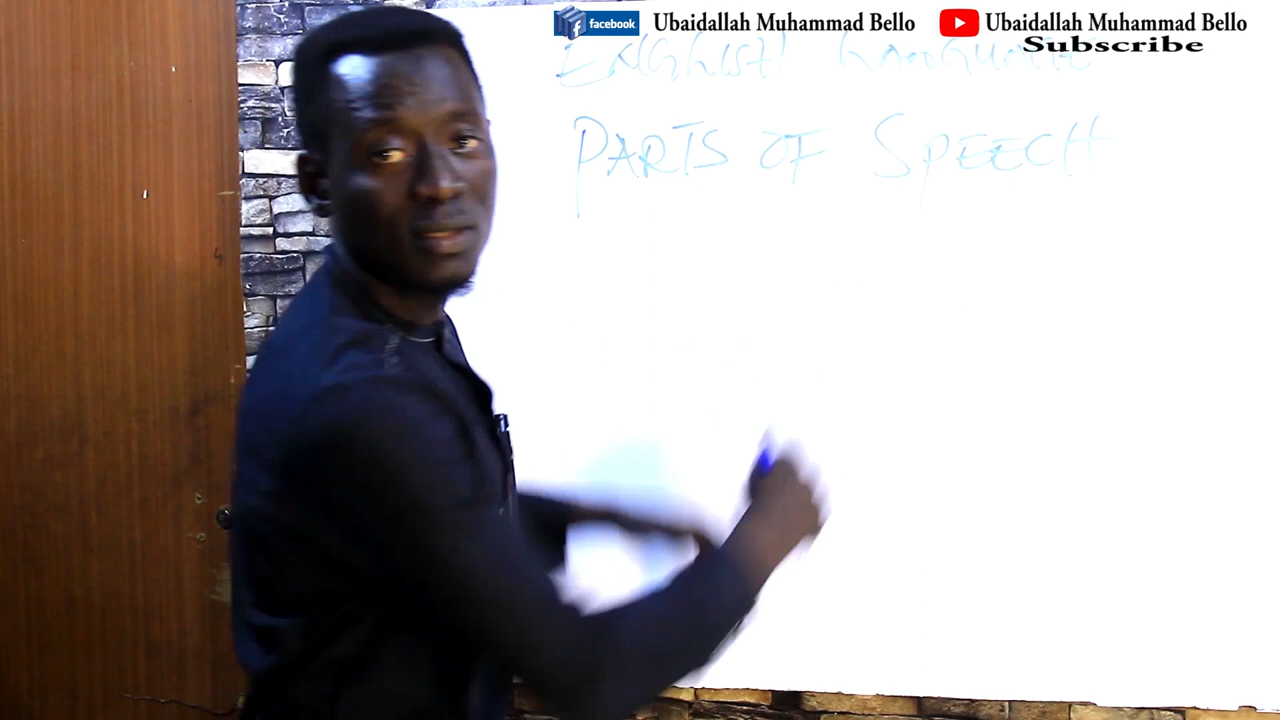 facebook Ubaidallah Muhammad Bello Ubaidallah Muhammad Bello
Subscribe
ENGLISH LANGUAGE
PARTS OF SPEECH